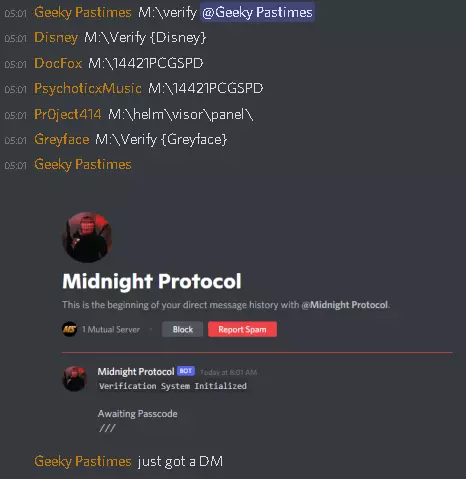 05:01 Geeky Pastimes M:\verify @Geeky Pastimes
05:01 Disney M:\Verify {Disney}
05:01 DocFox M:\14421PCGSPD
05:01 PsychoticxMusic M:\14421PCGSPD
05:01 Pr0ject414 M:\helm\visor\panel\
05:01 Greyface M:\Verify {Greyface}
05:01 Geeky Pastimes
Midnight Protocol
This is the beginning of your direct message history with @Midnight Protocol.
1 Mutual Server Block Report Spam
Midnight Protocol BOT Today at 6:01 AM
Verification System Initialized
Awaiting Passcode
///
Geeky Pastimes just got a DM